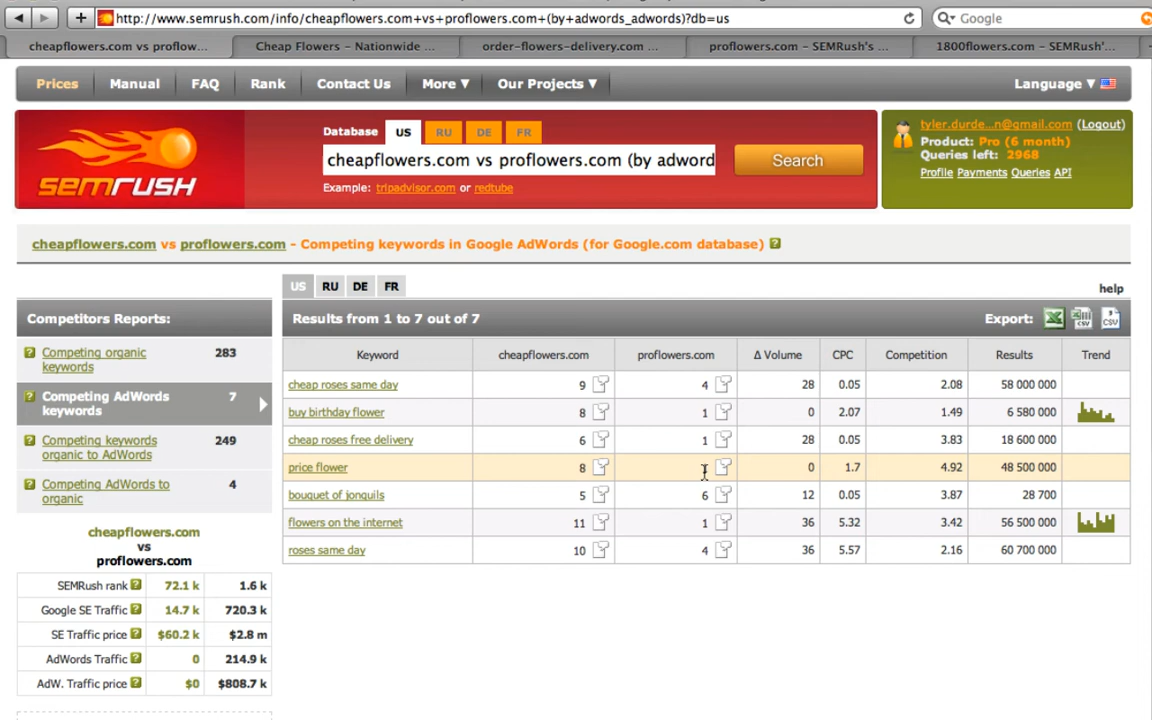 http://www.semrush.com/info/cheapflowers.com+vs+proflowers.com+(by+adwords_adwords)?db=us
Google
cheapflowers.com vs proflow...
Cheap Flowers – Nationwide ...
order-flowers-delivery.com ...
proflowers.com – SEMRush's ...
1800flowers.com – SEMRush'...
Prices Manual FAQ Rank Contact Us More ▼ Our Projects ▼ Language ▼
semrush
Database US RU DE FR
cheapflowers.com vs proflowers.com (by adword
Search
Example: tripadvisor.com or redtube
tyler.durde...n@gmail.com (Logout)
Product: Pro (6 month)
Queries left: 2968
Profile Payments Queries API
cheapflowers.com vs proflowers.com - Competing keywords in Google AdWords (for Google.com database) ?
US RU DE FR
help
Competitors Reports:
? Competing organic keywords 283
Competing AdWords keywords 7
? Competing keywords organic to AdWords 249
? Competing AdWords to organic 4
cheapflowers.com
vs
proflowers.com
SEMRush rank ? 72.1 k 1.6 k
Google SE Traffic ? 14.7 k 720.3 k
SE Traffic price ? $60.2 k $2.8 m
AdWords Traffic ? 0 214.9 k
AdW. Traffic price ? $0 $808.7 k
Results from 1 to 7 out of 7
Export: CSV CSV
Keyword cheapflowers.com proflowers.com Δ Volume CPC Competition Results Trend
cheap roses same day 9 4 28 0.05 2.08 58 000 000
buy birthday flower 8 1 0 2.07 1.49 6 580 000
cheap roses free delivery 6 1 28 0.05 3.83 18 600 000
price flower 8 0 1.7 4.92 48 500 000
bouquet of jonquils 5 6 12 0.05 3.87 28 700
flowers on the internet 11 1 36 5.32 3.42 56 500 000
roses same day 10 4 36 5.57 2.16 60 700 000